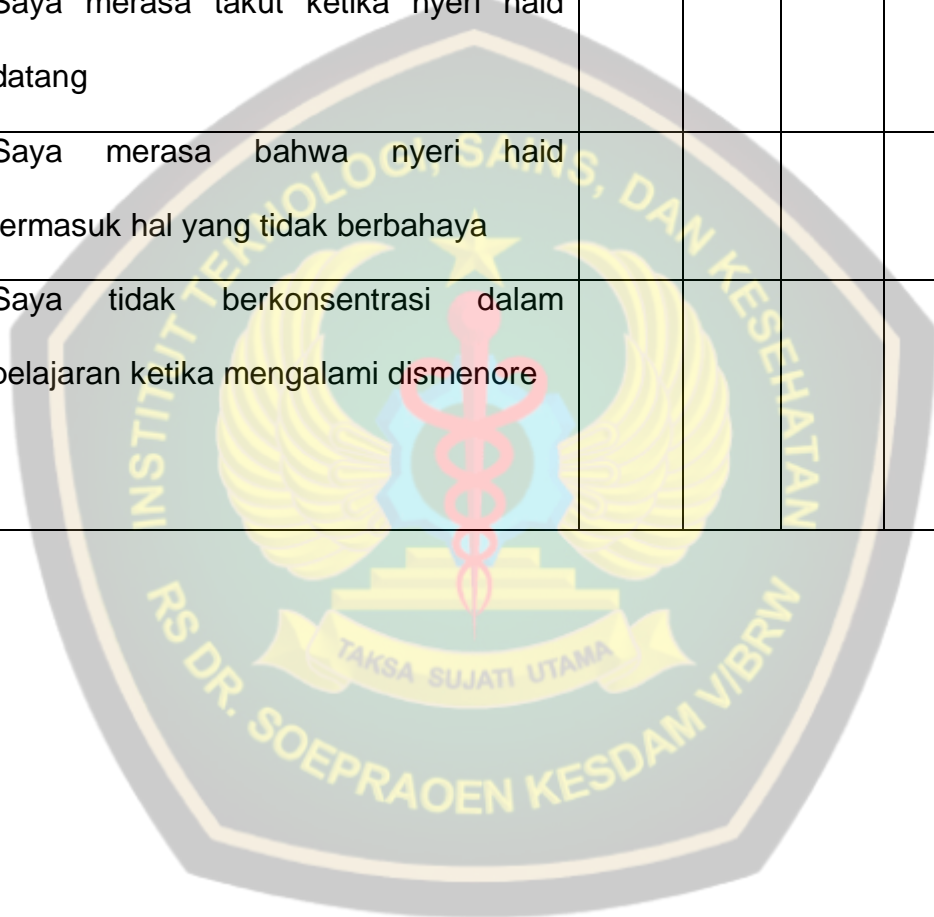 Saya merasa takut ketika nyeri haid
datang
Saya merasa bahwa nyeri haid
termasuk hal yang tidak berbahaya
Saya tidak berkonsentrasi dalam
pelajaran ketika mengalami dismenore
INSTITUT TEKNOLOGI, SAINS, DAN KESEHATAN
TAKSA SUJATI UTAMA
RS DR. SOEPRAOEN KESDAM V/BRW